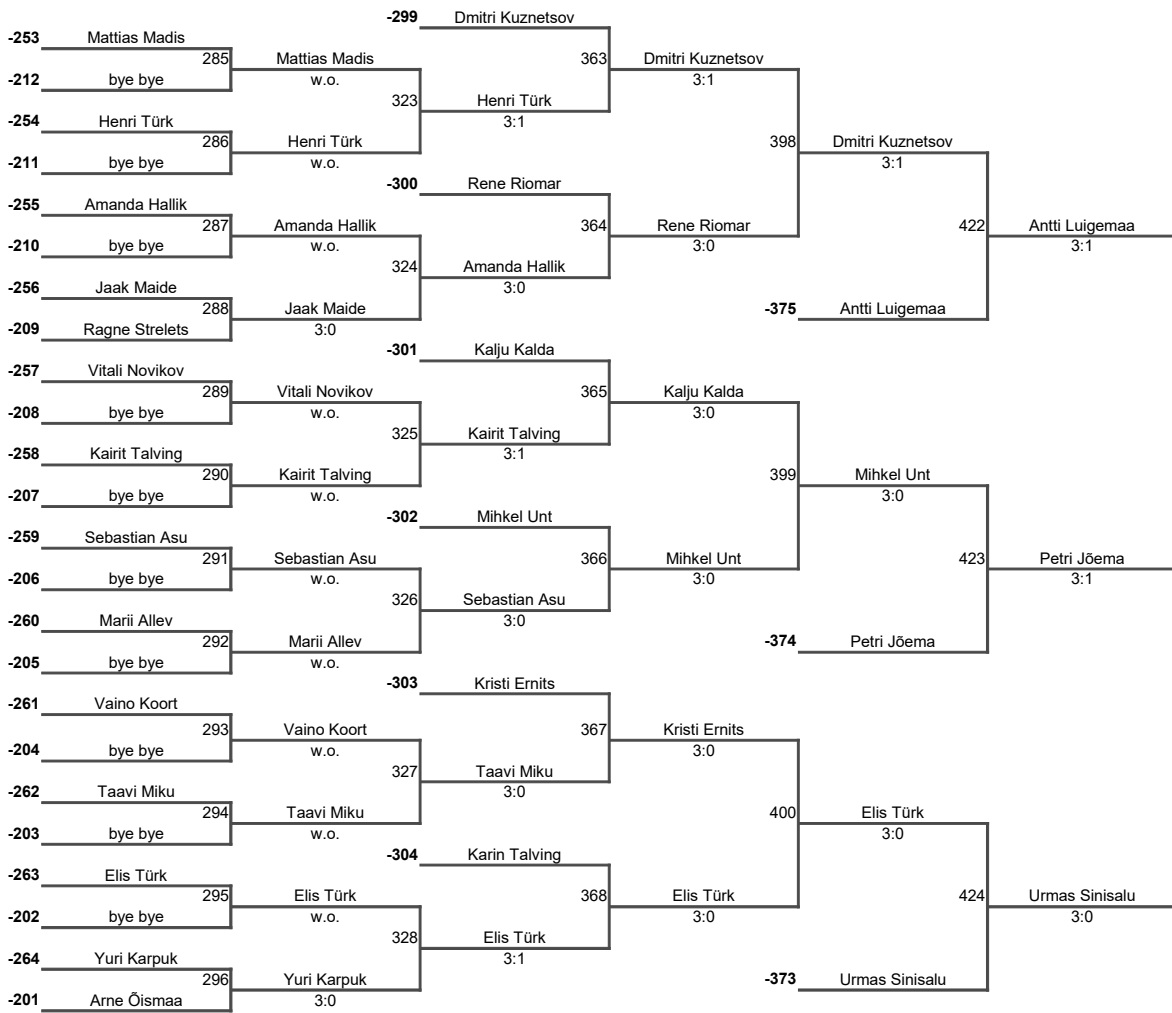 -299 Dmitri Kuznetsov
-253 Mattias Madis
285 Mattias Madis 363 Dmitri Kuznetsov
-212 bye bye w.o. 3:1
323 Henri Türk
-254 Henri Türk 3:1
286 Henri Türk 398 Dmitri Kuznetsov
-211 bye bye w.o. 3:1
-300 Rene Riomar
-255 Amanda Hallik
287 Amanda Hallik 364 Rene Riomar 422 Antti Luigemaa
-210 bye bye w.o. 3:0 3:1
324 Amanda Hallik
-256 Jaak Maide 3:0
288 Jaak Maide -375 Antti Luigemaa
-209 Ragne Strelets 3:0
-301 Kalju Kalda
-257 Vitali Novikov
289 Vitali Novikov 365 Kalju Kalda
-208 bye bye w.o. 3:0
325 Kairit Talving
-258 Kairit Talving 3:1
290 Kairit Talving 399 Mihkel Unt
-207 bye bye w.o. 3:0
-302 Mihkel Unt
-259 Sebastian Asu
291 Sebastian Asu 366 Mihkel Unt 423 Petri Jõema
-206 bye bye w.o. 3:0 3:1
326 Sebastian Asu
-260 Marii Allev 3:0
292 Marii Allev -374 Petri Jõema
-205 bye bye w.o.
-303 Kristi Ernits
-261 Vaino Koort
293 Vaino Koort 367 Kristi Ernits
-204 bye bye w.o. 3:0
327 Taavi Miku
-262 Taavi Miku 3:0
294 Taavi Miku 400 Elis Türk
-203 bye bye w.o. 3:0
-304 Karin Talving
-263 Elis Türk
295 Elis Türk 368 Elis Türk 424 Urmas Sinisalu
-202 bye bye w.o. 3:0 3:0
328 Elis Türk
-264 Yuri Karpuk 3:1
296 Yuri Karpuk -373 Urmas Sinisalu
-201 Arne Õismaa 3:0